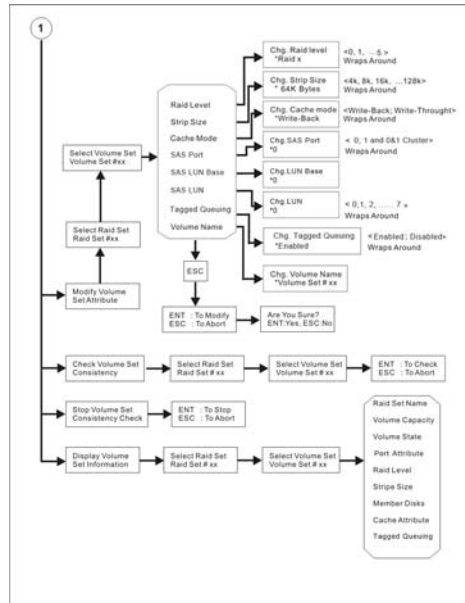 1
Chg. Raid level
*Raid x
<0, 1, ...5 >
Wraps Around
Chg. Strip Size
* 64K Bytes
<4k, 8k, 16k, ...128k>
Wraps Around
Chg. Cache mode
*Write-Back
<Write-Back; Write-Throught>
Wraps Around
Chg.SAS Port
*0
< 0; 1 and 0&1 Cluster>
Wraps Around
Chg.LUN Base
*0
Chg.LUN
*0
< 0,1, 2, ...... 7 >
Wraps Around
Chg. Tagged Queuing
*Enabled
<Enabled ; Disabled>
Wraps Around
Chg. Volume Name
*Volume Set # xx
Raid Level
Strip Size
Cache Mode
SAS Port
SAS LUN Base
SAS LUN
Tagged Queuing
Volume Name
Select Volume Set
Volume Set #xx
Select Raid Set
Raid Set #xx
Modify Volume
Set Attribute
ESC
ENT : To Modify
ESC : To Abort
Are You Sure?
ENT:Yes, ESC:No
Check Volume Set
Consistency
Select Raid Set
Raid Set # xx
Select Volume Set
Volume Set # xx
ENT : To Check
ESC : To Abort
Stop Volume Set
Consistency Check
ENT : To Stop
ESC : To Abort
Display Volume
Set Information
Select Raid Set
Raid Set # xx
Select Volume Set
Volume Set # xx
Raid Set Name
Volume Capacity
Volume State
Port Attribute
Raid Level
Stripe Size
Member Disks
Cache Attribute
Tagged Queuing